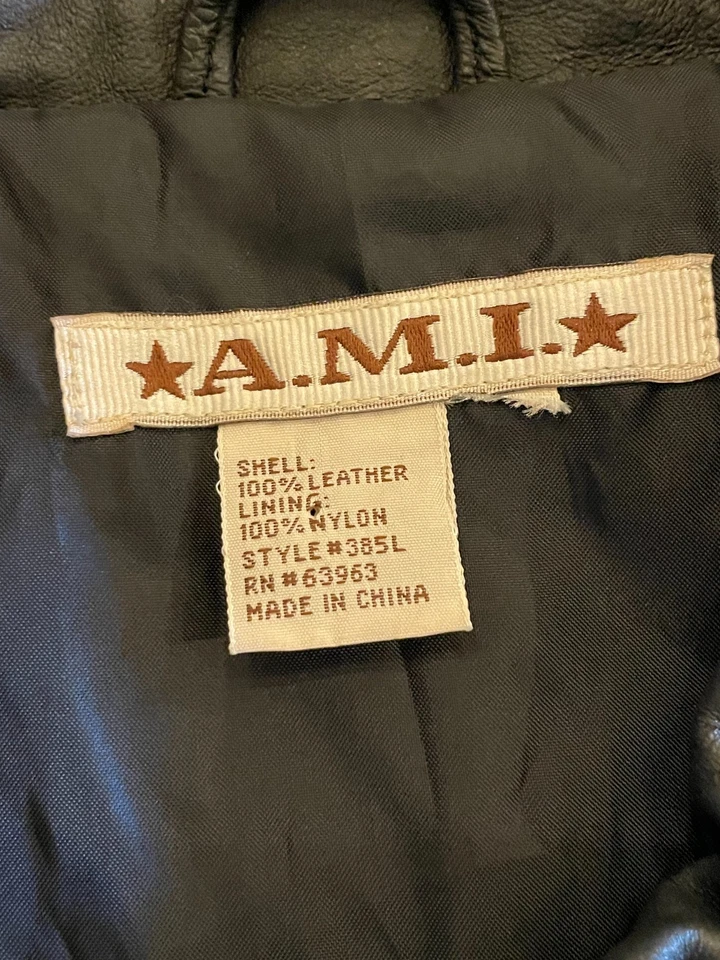 ★A.M.I.★
SHELL:
100% LEATHER
LINING:
100% NYLON
STYLE#385L
RN #63963
MADE IN CHINA